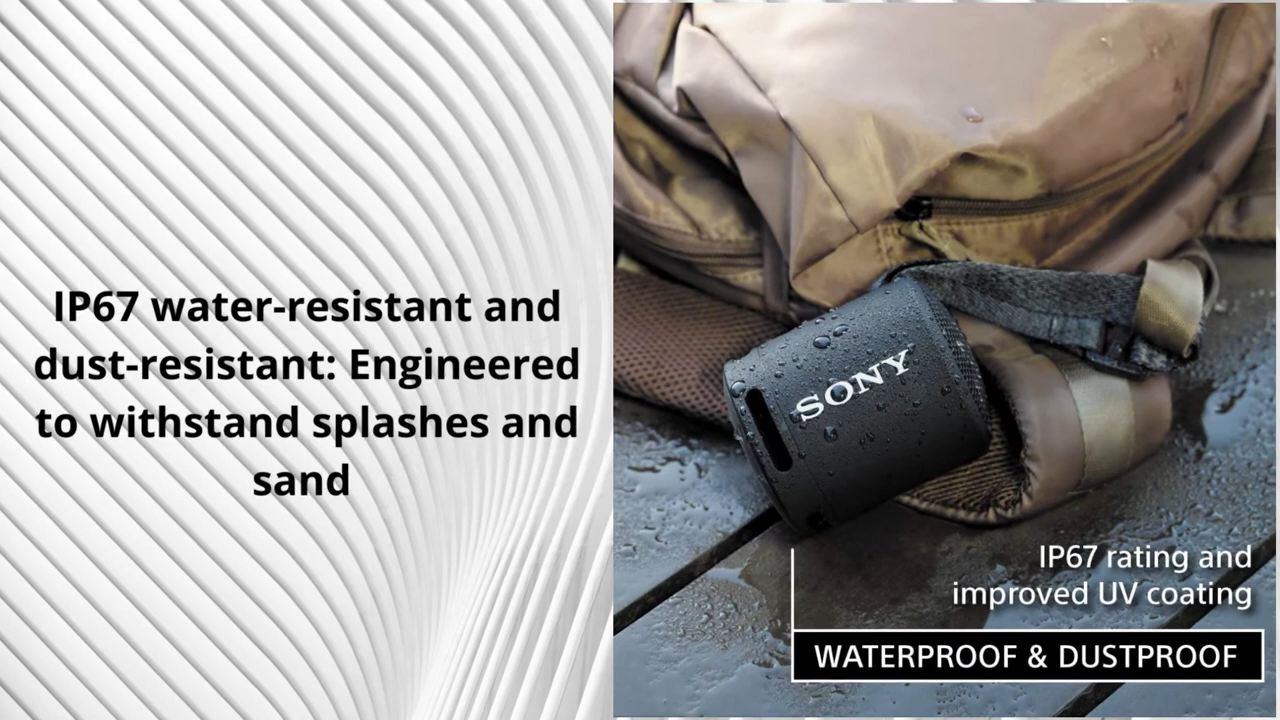 IP67 water-resistant and
dust-resistant: Engineered
to withstand splashes and
sand
SONY
IP67 rating and
improved UV coating
WATERPROOF & DUSTPROOF